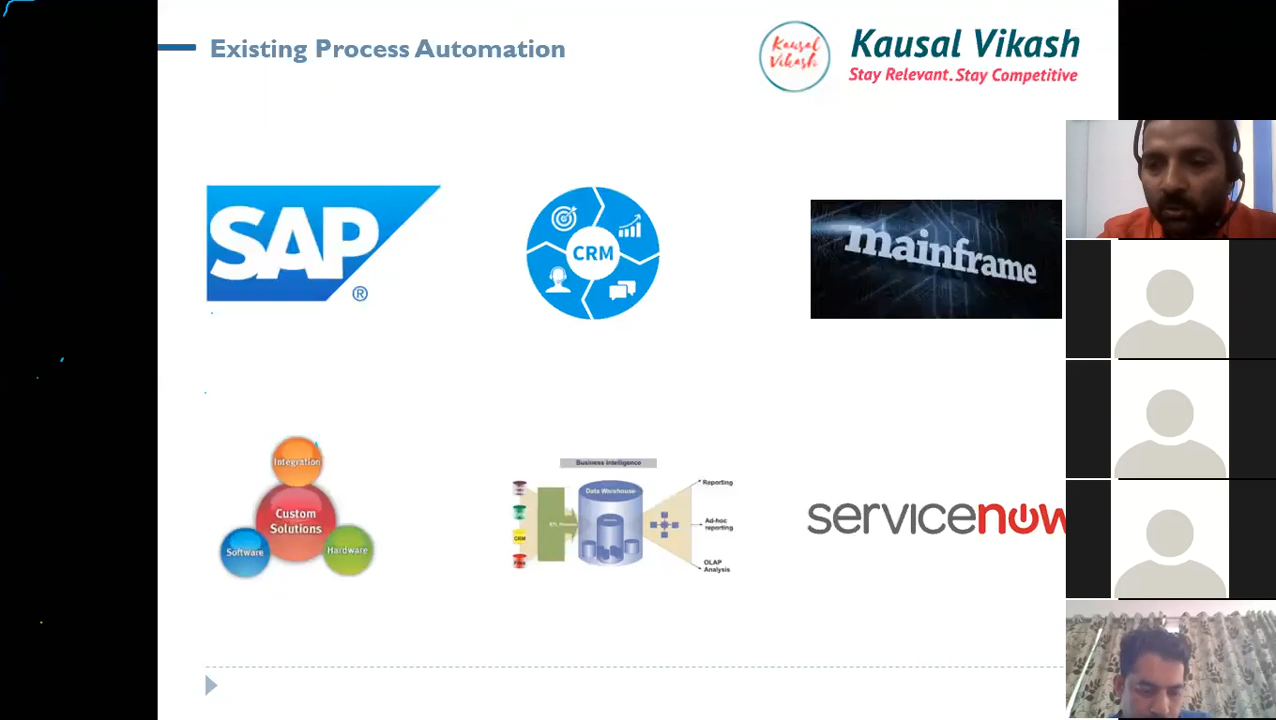 Existing Process Automation
Kausal
Vikash
Kausal Vikash
Stay Relevant. Stay Competitive
SAP
®
CRM
mainframe
Integration
Custom
Solutions
Software
Hardware
Business Intelligence
Data Warehouse
CRM
Reporting
Ad-hoc
reporting
OLAP
Analysis
servicenow